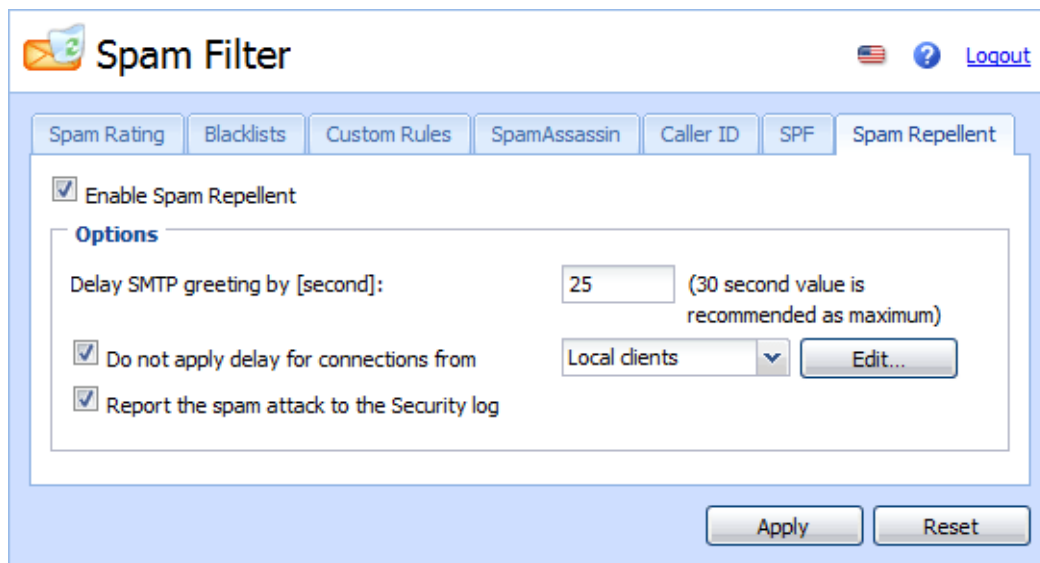 Spam Filter
Logout
Spam Rating Blacklists Custom Rules SpamAssassin Caller ID SPF Spam Repellent
Enable Spam Repellent
Options
Delay SMTP greeting by [second]: 25 (30 second value is
recommended as maximum)
Do not apply delay for connections from Local clients Edit...
Report the spam attack to the Security log
Apply Reset